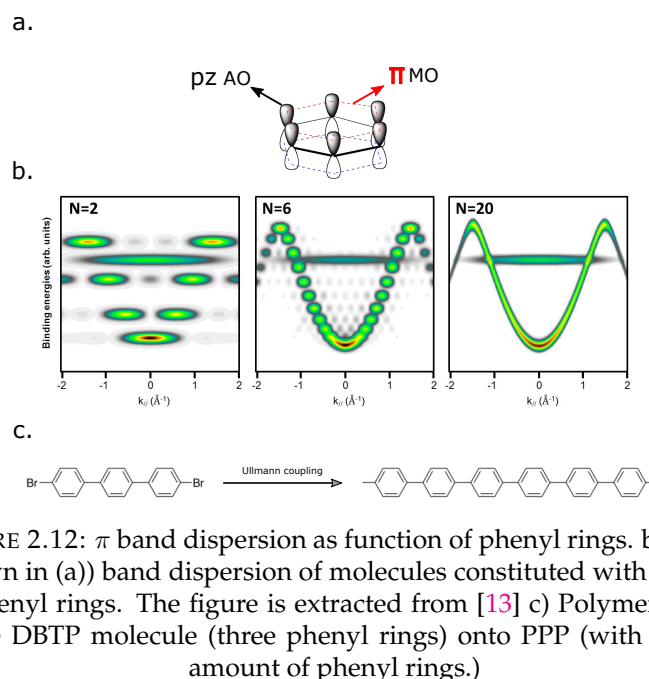 a.
pz AO
π MO
b.
N=2
N=6
N=20
Binding energies (arb. units)
-2 -1 0 1 2 -2 -1 0 1 2 -2 -1 0 1 2
k// (Å-1) k// (Å-1) k// (Å-1)
c.
Br Br
Ullmann coupling
RE 2.12: π band dispersion as function of phenyl rings. b
n in (a)) band dispersion of molecules constituted with
enyl rings. The figure is extracted from [13] c) Polyme
DBTP molecule (three phenyl rings) onto PPP (with
amount of phenyl rings.)